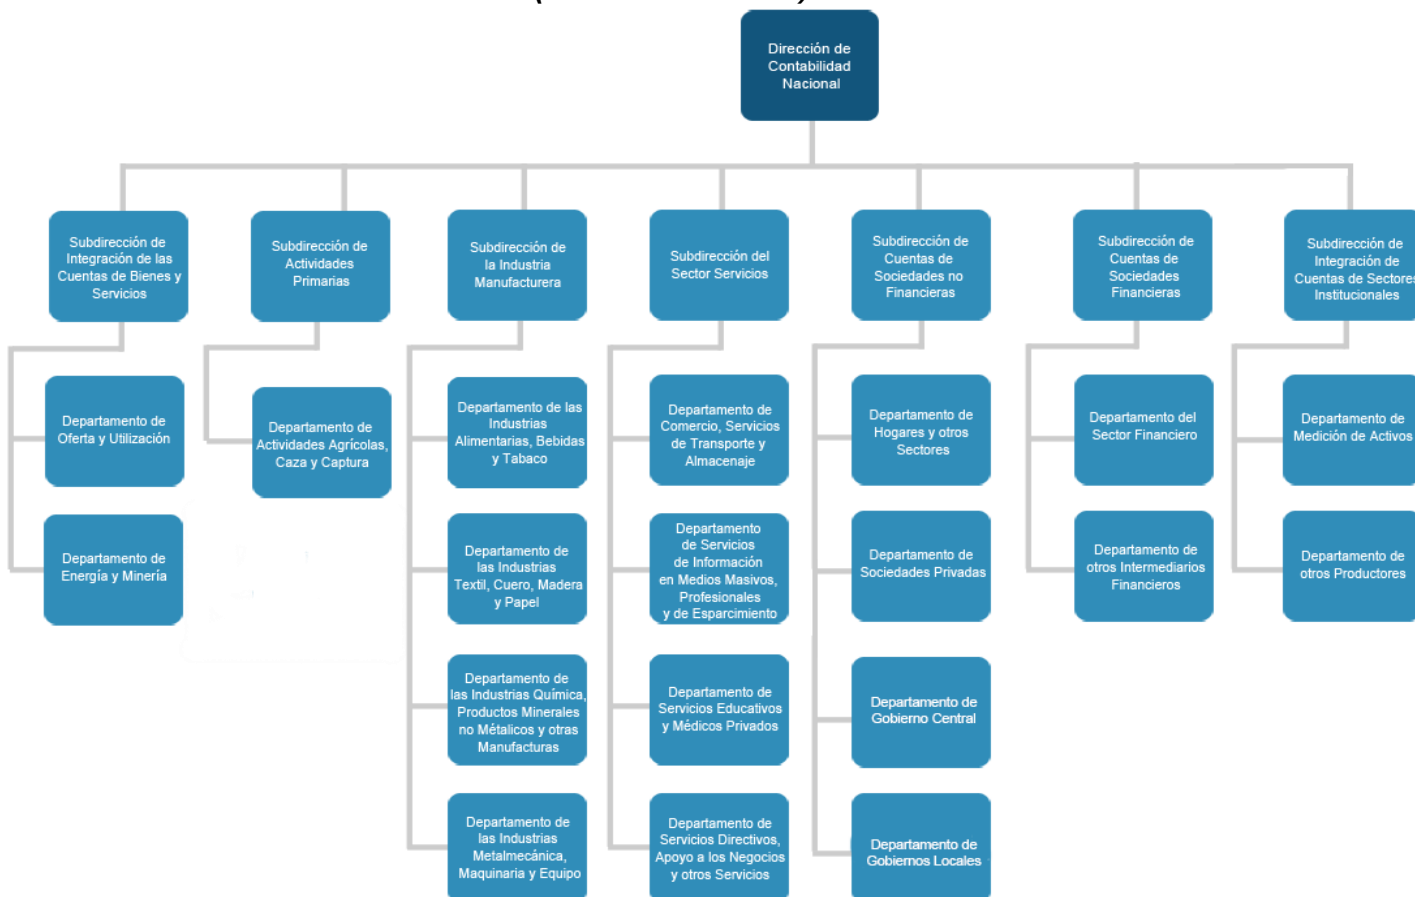 Dirección de
Contabilidad
Nacional
Subdirección de
Integración de las
Cuentas de Bienes y
Servicios
Subdirección de
Actividades
Primarias
Subdirección de
la Industria
Manufacturera
Subdirección del
Sector Servicios
Subdirección de
Cuentas de
Sociedades no
Financieras
Subdirección de
Cuentas de
Sociedades
Financieras
Subdirección de
Integración de
Cuentas de Sectores
Institucionales
Departamento de
Oferta y Utilización
Departamento de
Energía y Minería
Departamento de
Actividades Agrícolas,
Caza y Captura
Departamento de las
Industrias
Alimentarias, Bebidas
y Tabaco
Departamento de
las Industrias
Textil, Cuero, Madera
y Papel
Departamento de
las Industrias Química,
Productos Minerales
no Métalicos y otras
Manufacturas
Departamento de
las Industrias
Metalmecánica,
Maquinaria y Equipo
Departamento de
Comercio, Servicios
de Transporte y
Almacenaje
Departamento
de Servicios
de Información
en Medios Masivos,
Profesionales
y de Esparcimiento
Departamento de
Servicios Educativos
y Médicos Privados
Departamento de
Servicios Directivos,
Apoyo a los Negocios
y otros Servicios
Departamento de
Hogares y otros
Sectores
Departamento de
Sociedades Privadas
Departamento de
Gobierno Central
Departamento de
Gobiernos Locales
Departamento del
Sector Financiero
Departamento de
otros Intermediarios
Financieros
Departamento de
Medición de Activos
Departamento de
otros Productores